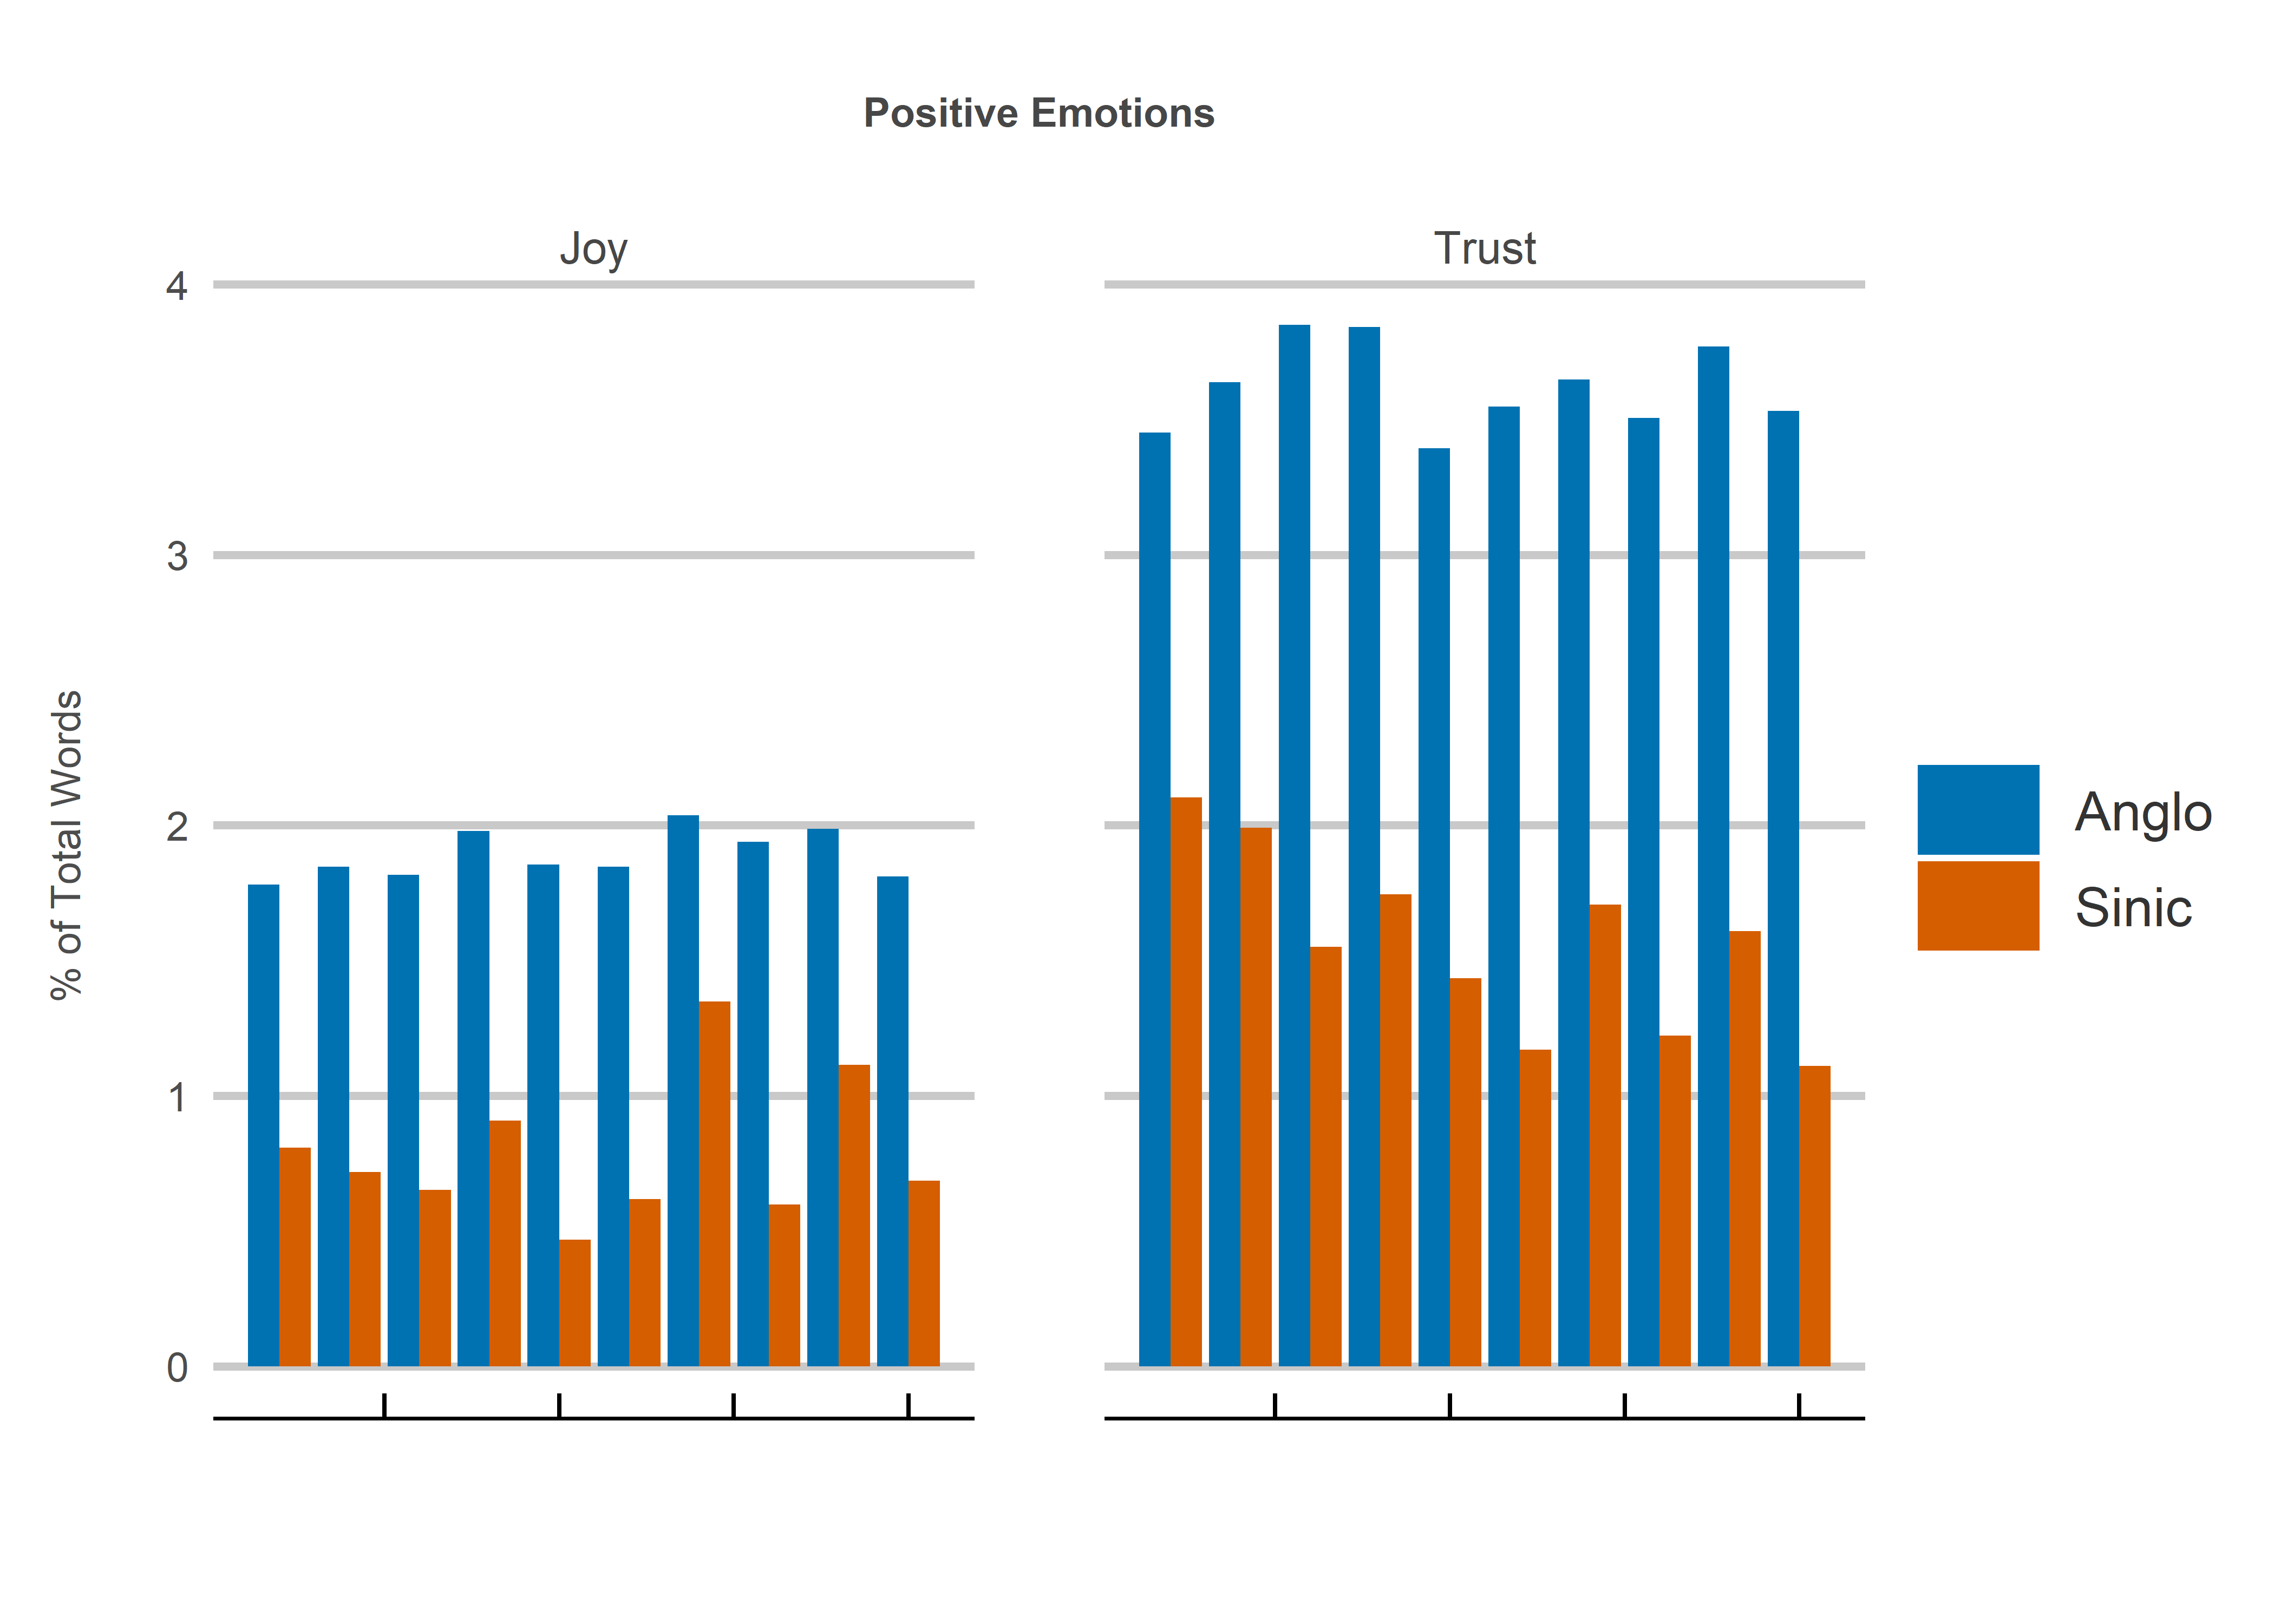 Positive Emotions
Joy
Trust
4
3
2
1
0
% of Total Words
Anglo
Sinic